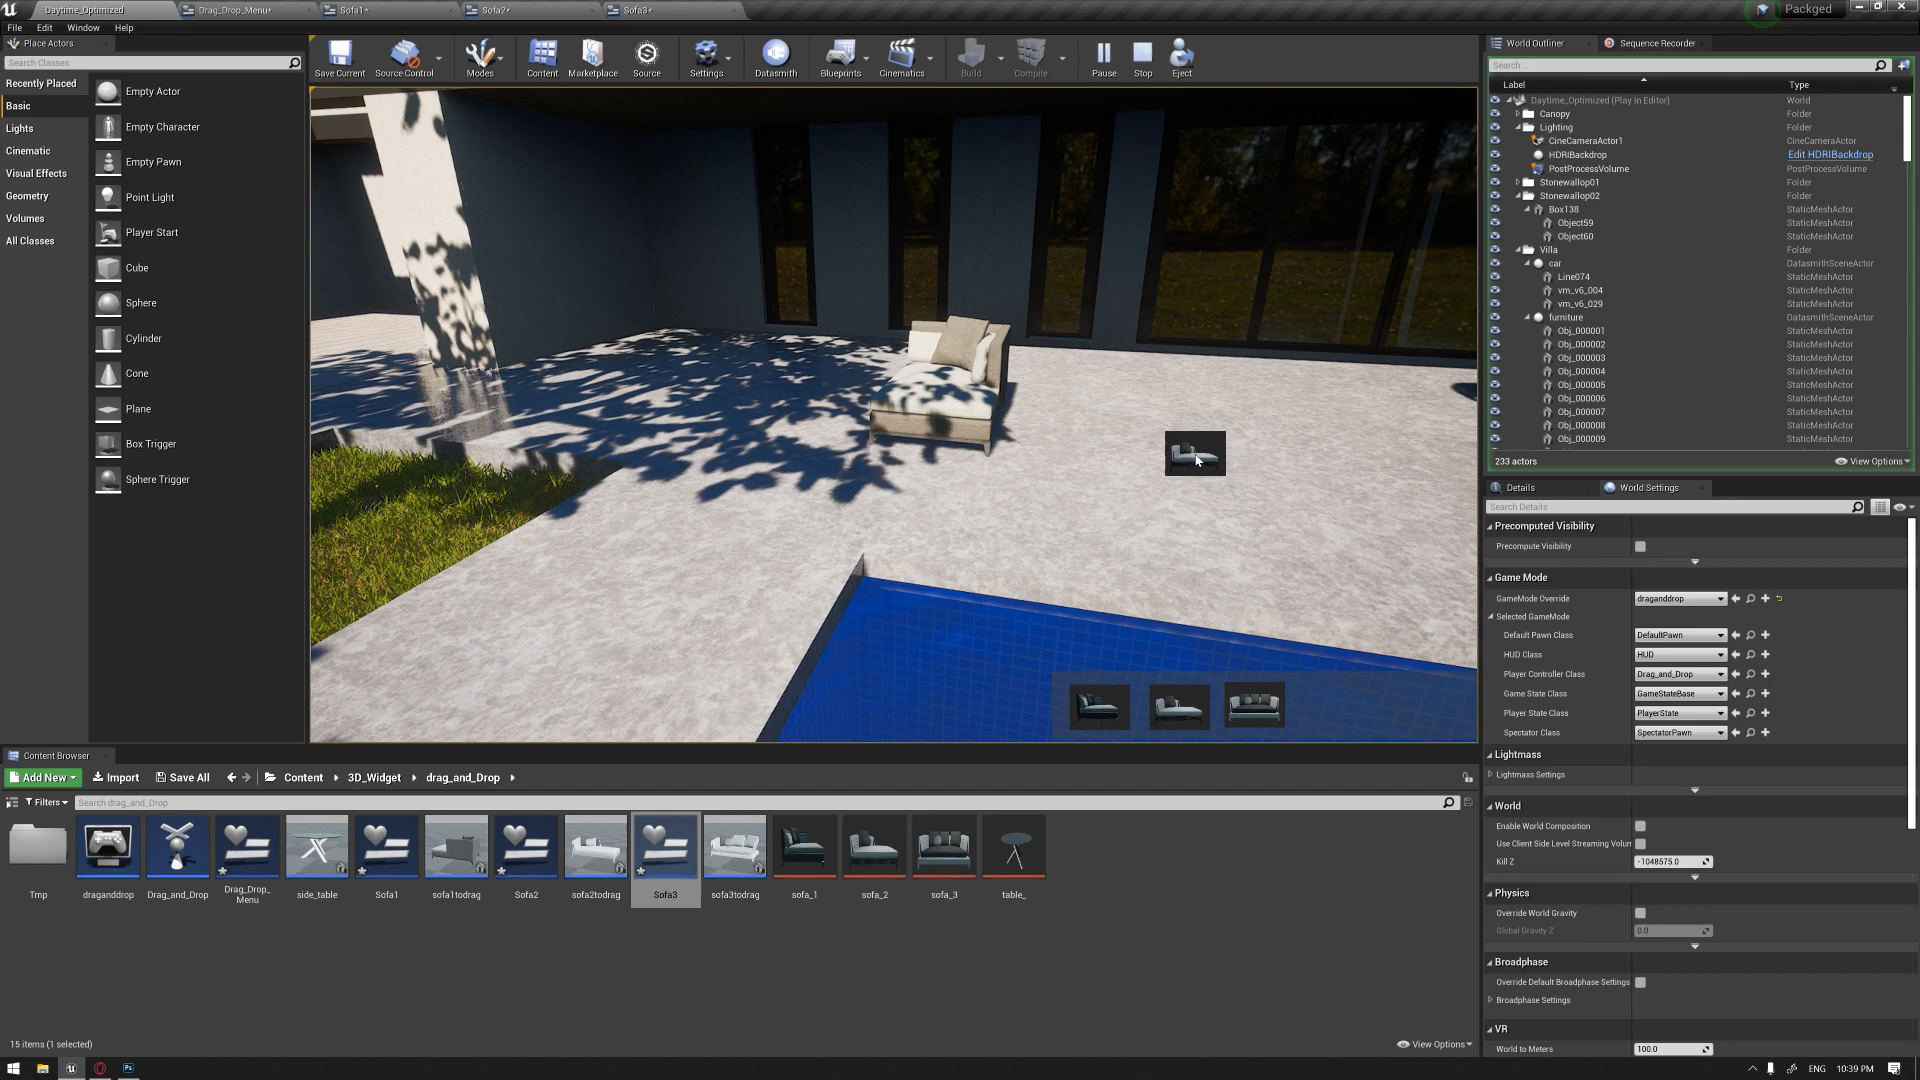 Daytime_Optimized
Drag_Drop_Menu*
Sofa1*
Sofa2*
Sofa3*
Packged
File
Edit
Window
Help
Place Actors
Search Classes
Recently Placed
Basic
Lights
Cinematic
Visual Effects
Geometry
Volumes
All Classes
Empty Actor
Empty Character
Empty Pawn
Point Light
Player Start
Cube
Sphere
Cylinder
Cone
Plane
Box Trigger
Sphere Trigger
Save Current
Source Control
Modes
Content
Marketplace
Source
Settings
Datasmith
Blueprints
Cinematics
Build
Compile
Pause
Stop
Eject
World Outliner
Sequence Recorder
Search...
Label Type
Daytime_Optimized (Play In Editor) World
Canopy Folder
Lighting Folder
CineCameraActor1 CineCameraActor
HDRIBackdrop Edit HDRIBackdrop
PostProcessVolume PostProcessVolume
Stonewallop01 Folder
Stonewallop02 Folder
Box138 StaticMeshActor
Object59 StaticMeshActor
Object60 StaticMeshActor
Villa Folder
car DatasmithSceneActor
Line074 StaticMeshActor
vm_v6_004 StaticMeshActor
vm_v6_029 StaticMeshActor
furniture DatasmithSceneActor
Obj_000001 StaticMeshActor
Obj_000002 StaticMeshActor
Obj_000003 StaticMeshActor
Obj_000004 StaticMeshActor
Obj_000005 StaticMeshActor
Obj_000006 StaticMeshActor
Obj_000007 StaticMeshActor
Obj_000008 StaticMeshActor
Obj_000009 StaticMeshActor
233 actors
View Options
Details
World Settings
Search Details
Precomputed Visibility
Precompute Visibility
Game Mode
GameMode Override draganddrop
Selected GameMode
Default Pawn Class DefaultPawn
HUD Class HUD
Player Controller Class Drag_and_Drop
Game State Class GameStateBase
Player State Class PlayerState
Spectator Class SpectatorPawn
Lightmass
Lightmass Settings
World
Enable World Composition
Use Client Side Level Streaming Volun
Kill Z -1048575.0
Physics
Override World Gravity
Global Gravity Z 0.0
Broadphase
Override Default Broadphase Settings
Broadphase Settings
VR
World to Meters 100.0
Content Browser
Add New
Import
Save All
Content
3D_Widget
drag_and_Drop
Filters
Search drag_and_Drop
Tmp
draganddrop
Drag_and_Drop
Drag_Drop_
Menu
side_table
Sofa1
sofa1todrag
Sofa2
sofa2todrag
Sofa3
sofa3todrag
sofa_1
sofa_2
sofa_3
table_
15 items (1 selected)
View Options
Ps
ENG
10:39 PM